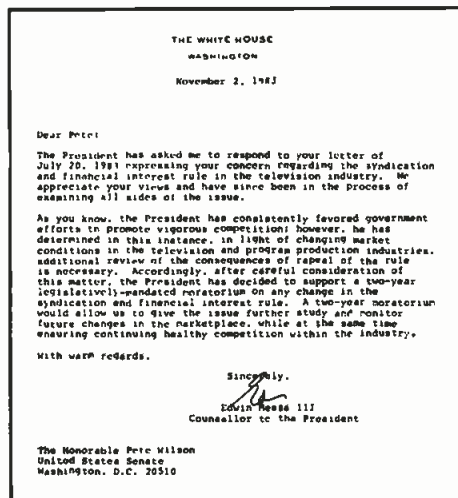 THE WHITE HOUSE
WASHINGTON
November 2, 1983
Dear Pete:
The President has asked me to respond to your letter of
July 20, 1983 expressing your concern regarding the syndication
and financial interest rule in the television industry. We
appreciate your views and have since been in the process of
examining all sides of the issue.
As you know, the President has consistently favored government
efforts to promote vigorous competition; however, he has
determined in this instance, in light of changing market
conditions in the television and program production industries,
additional review of the consequences of repeal of the rule
is necessary. Accordingly, after careful consideration of
this matter, the President has decided to support a two-year
legislatively-mandated moratorium on any change in the
syndication and financial interest rule. A two-year moratorium
would allow us to give the issue further study and monitor
future changes in the marketplace, while at the same time
ensuring continuing healthy competition within the industry.
With warm regards,
Sincerely,
Edwin Meese III
Counsellor to the President
The Honorable Pete Wilson
United States Senate
Washington, D.C. 20510